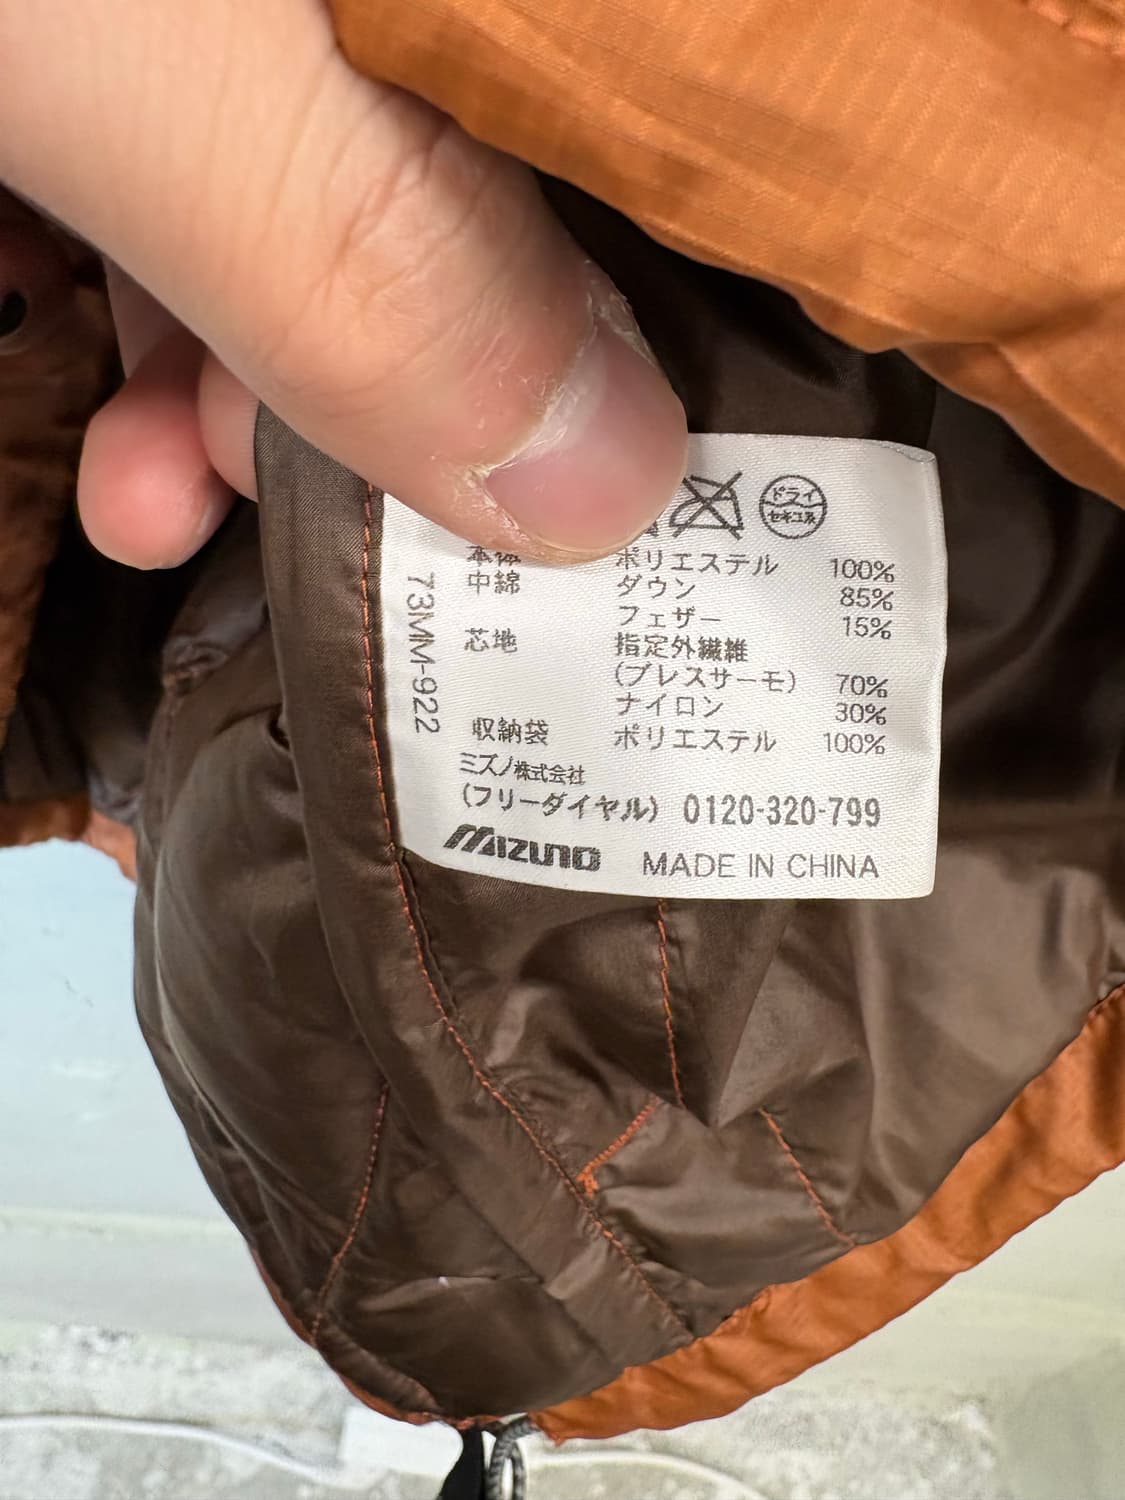 ドライ
セキユ系
本体 ポリエステル 100%
中綿 ダウン 85%
フェザー 15%
芯地 指定外繊維
(ブレスサーモ) 70%
ナイロン 30%
収納袋 ポリエステル 100%
ミズノ株式会社
(フリーダイヤル) 0120-320-799
MIZUNO MADE IN CHINA
73MM-922